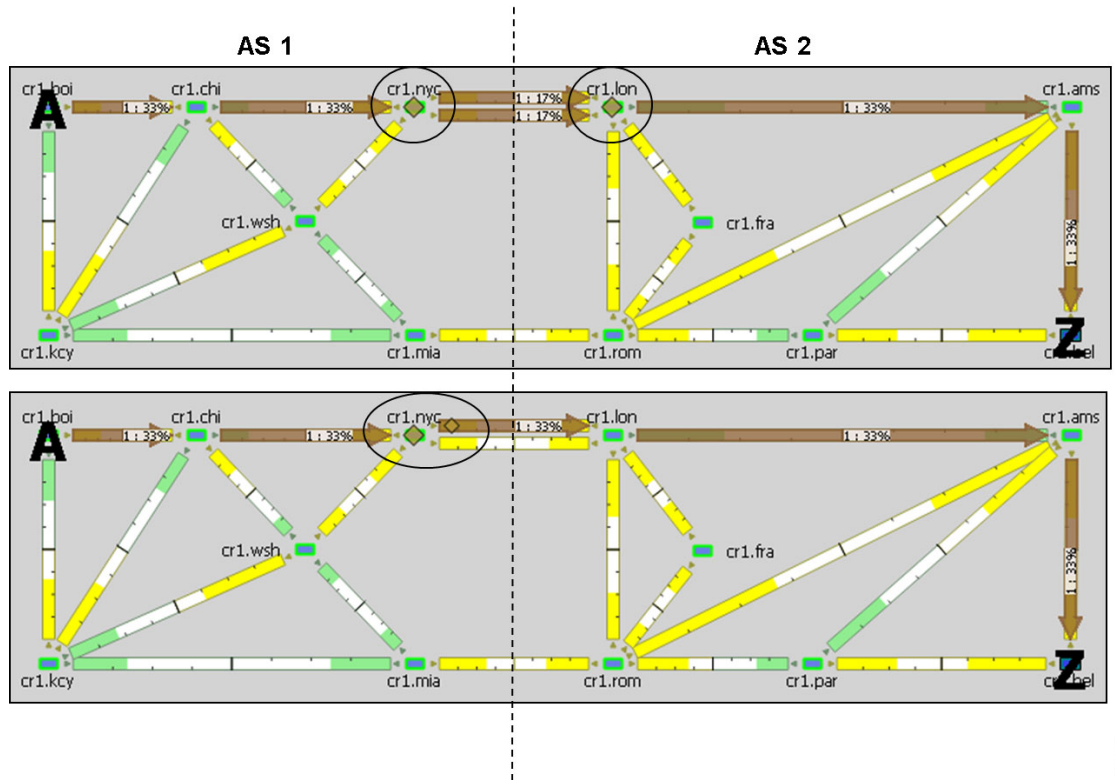 AS 1 AS 2
cr1.boi cr1.chi cr1.nyc cr1.lon cr1.ams
A 1 : 33% 1 : 33% 1 : 17% 1 : 33%
1 : 17%
cr1.wsh cr1.fra
1 : 33%
Z
cr1.kcy cr1.mia cr1.rom cr1.par
cr1.boi cr1.chi cr1.nyc cr1.lon cr1.ams
A 1 : 33% 1 : 33% 1 : 33% 1 : 33%
cr1.wsh cr1.fra
1 : 33%
Z
cr1.kcy cr1.mia cr1.rom cr1.par